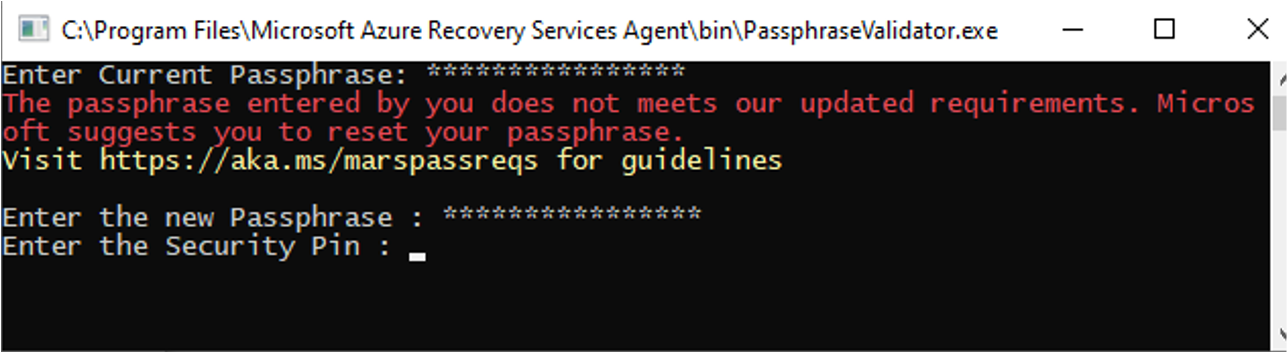 C:\Program Files\Microsoft Azure Recovery Services Agent\bin\PassphraseValidator.exe
Enter Current Passphrase: ****************
The passphrase entered by you does not meets our updated requirements. Micros
oft suggests you to reset your passphrase.
Visit https://aka.ms/marspassreqs for guidelines
Enter the new Passphrase : ****************
Enter the Security Pin :